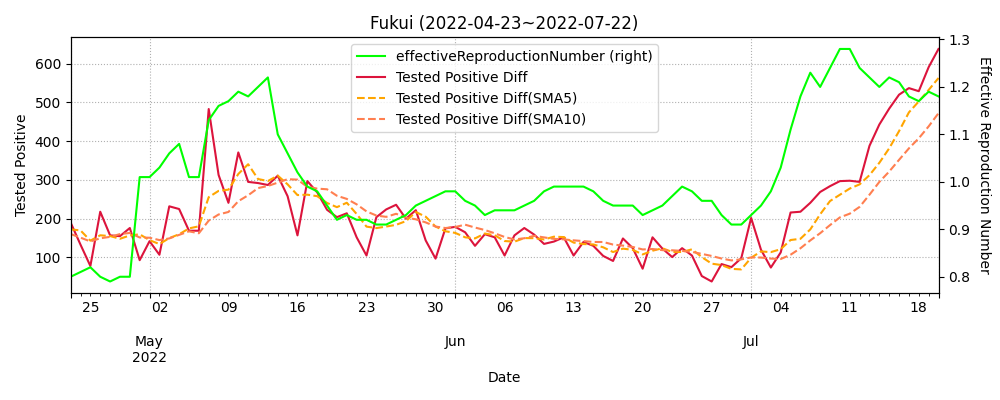 Fukui (2022-04-23~2022-07-22)
effectiveReproductionNumber (right)
Tested Positive Diff
Tested Positive Diff(SMA5)
Tested Positive Diff(SMA10)
Tested Positive
600
500
400
300
200
100
1.3
1.2
1.1
1.0
0.9
0.8
Effective Reproduction Number
25 02 09 16 23 30 06 13 20 27 04 11 18
May Jun Jul
2022
Date